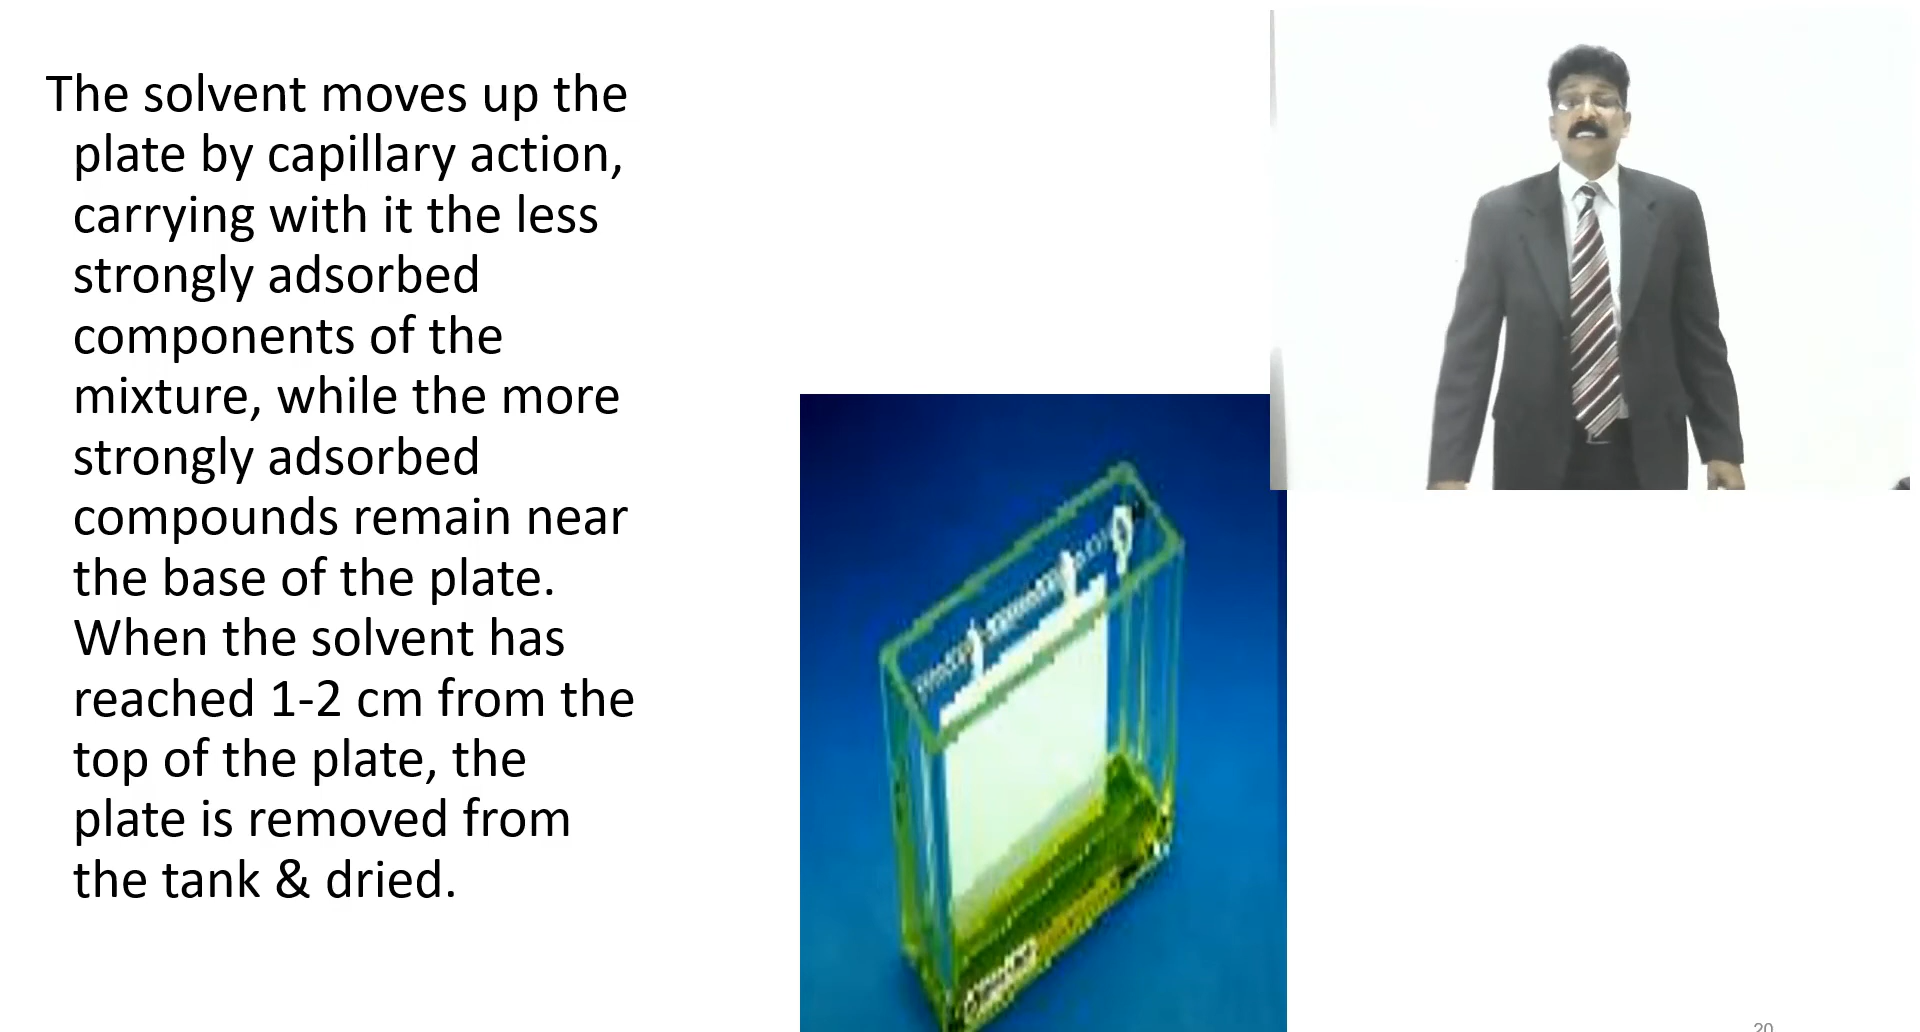 The solvent moves up the
plate by capillary action,
carrying with it the less
strongly adsorbed
components of the
mixture, while the more
strongly adsorbed
compounds remain near
the base of the plate.
When the solvent has
reached 1-2 cm from the
top of the plate, the
plate is removed from
the tank & dried.
20